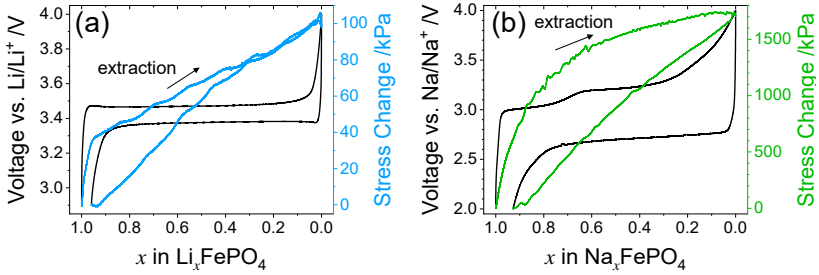 (a)
extraction
Voltage vs. Li/Li⁺ /V
4.0
3.8
3.6
3.4
3.2
3.0
Stress Change /kPa
100
80
60
40
20
0
1.0 0.8 0.6 0.4 0.2 0.0
x in LiₓFePO₄
(b)
extraction
Voltage vs. Na/Na⁺ /V
4.0
3.5
3.0
2.5
2.0
Stress Change /kPa
1500
1000
500
0
1.0 0.8 0.6 0.4 0.2 0.0
x in NaₓFePO₄